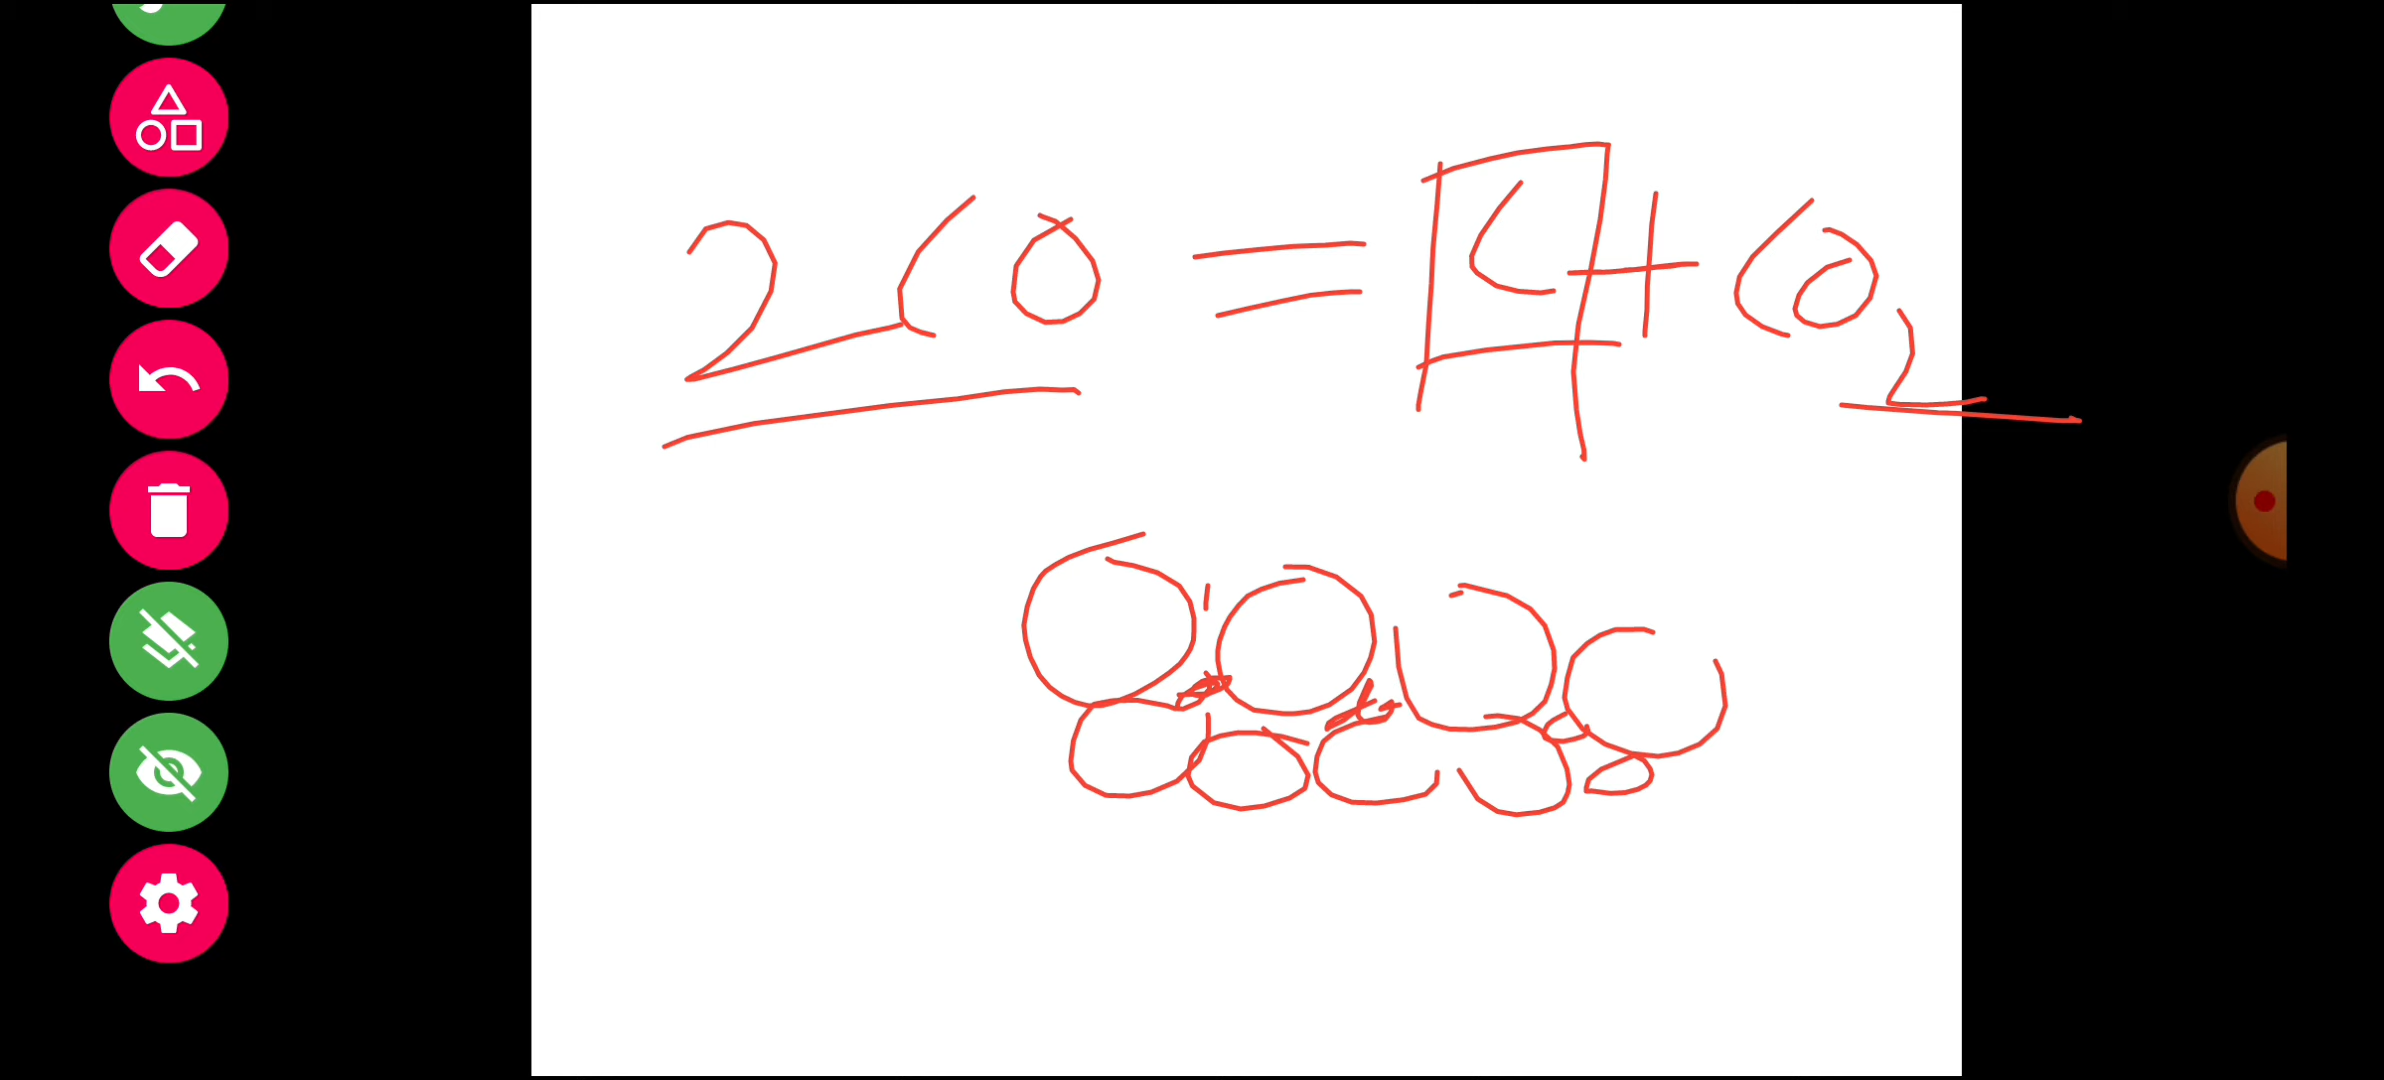 2CO = C + CO₂